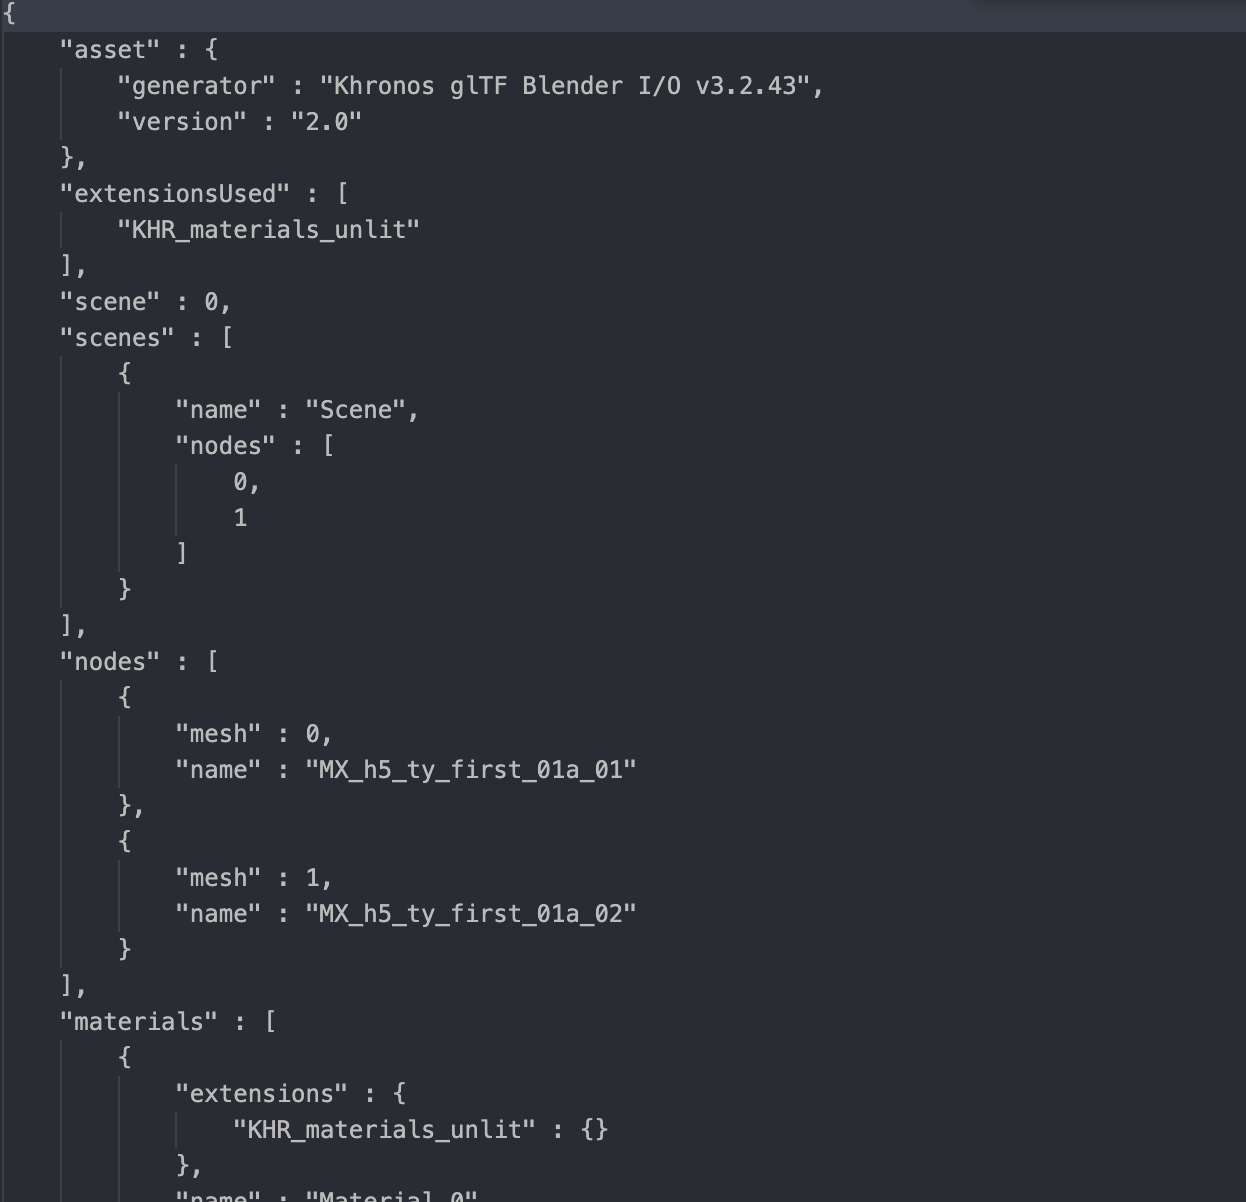 {
"asset" : {
"generator" : "Khronos glTF Blender I/O v3.2.43",
"version" : "2.0"
},
"extensionsUsed" : [
"KHR_materials_unlit"
],
"scene" : 0,
"scenes" : [
{
"name" : "Scene",
"nodes" : [
0,
1
]
}
],
"nodes" : [
{
"mesh" : 0,
"name" : "MX_h5_ty_first_01a_01"
},
{
"mesh" : 1,
"name" : "MX_h5_ty_first_01a_02"
}
],
"materials" : [
{
"extensions" : {
"KHR_materials_unlit" : {}
},
"name" : "Material_0"